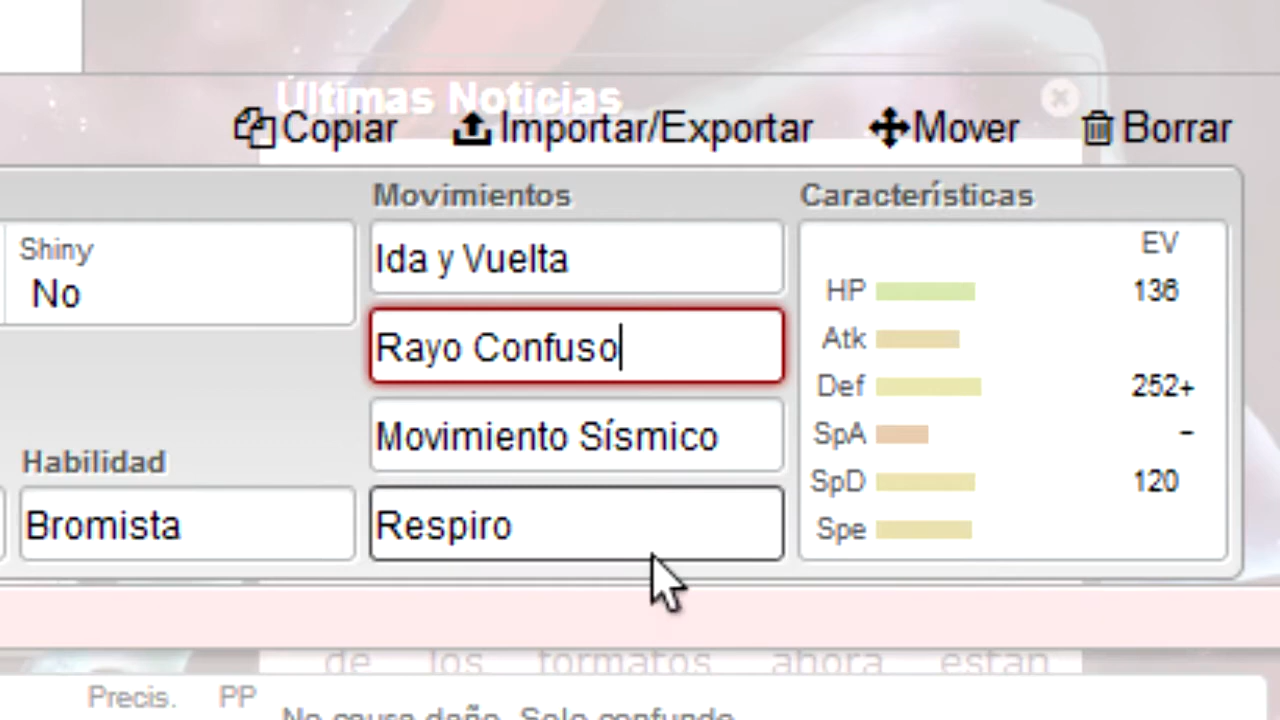 Últimas Noticias
Copiar Importar/Exportar Mover Borrar
Movimientos Características
Shiny
No
Ida y Vuelta
Rayo Confuso
Movimiento Sísmico
Respiro
Habilidad
Bromista
EV
HP 136
Atk
Def 252+
SpA –
SpD 120
Spe
de los formatos ahora están
Precis. PP
No causa daño. Solo confunde.